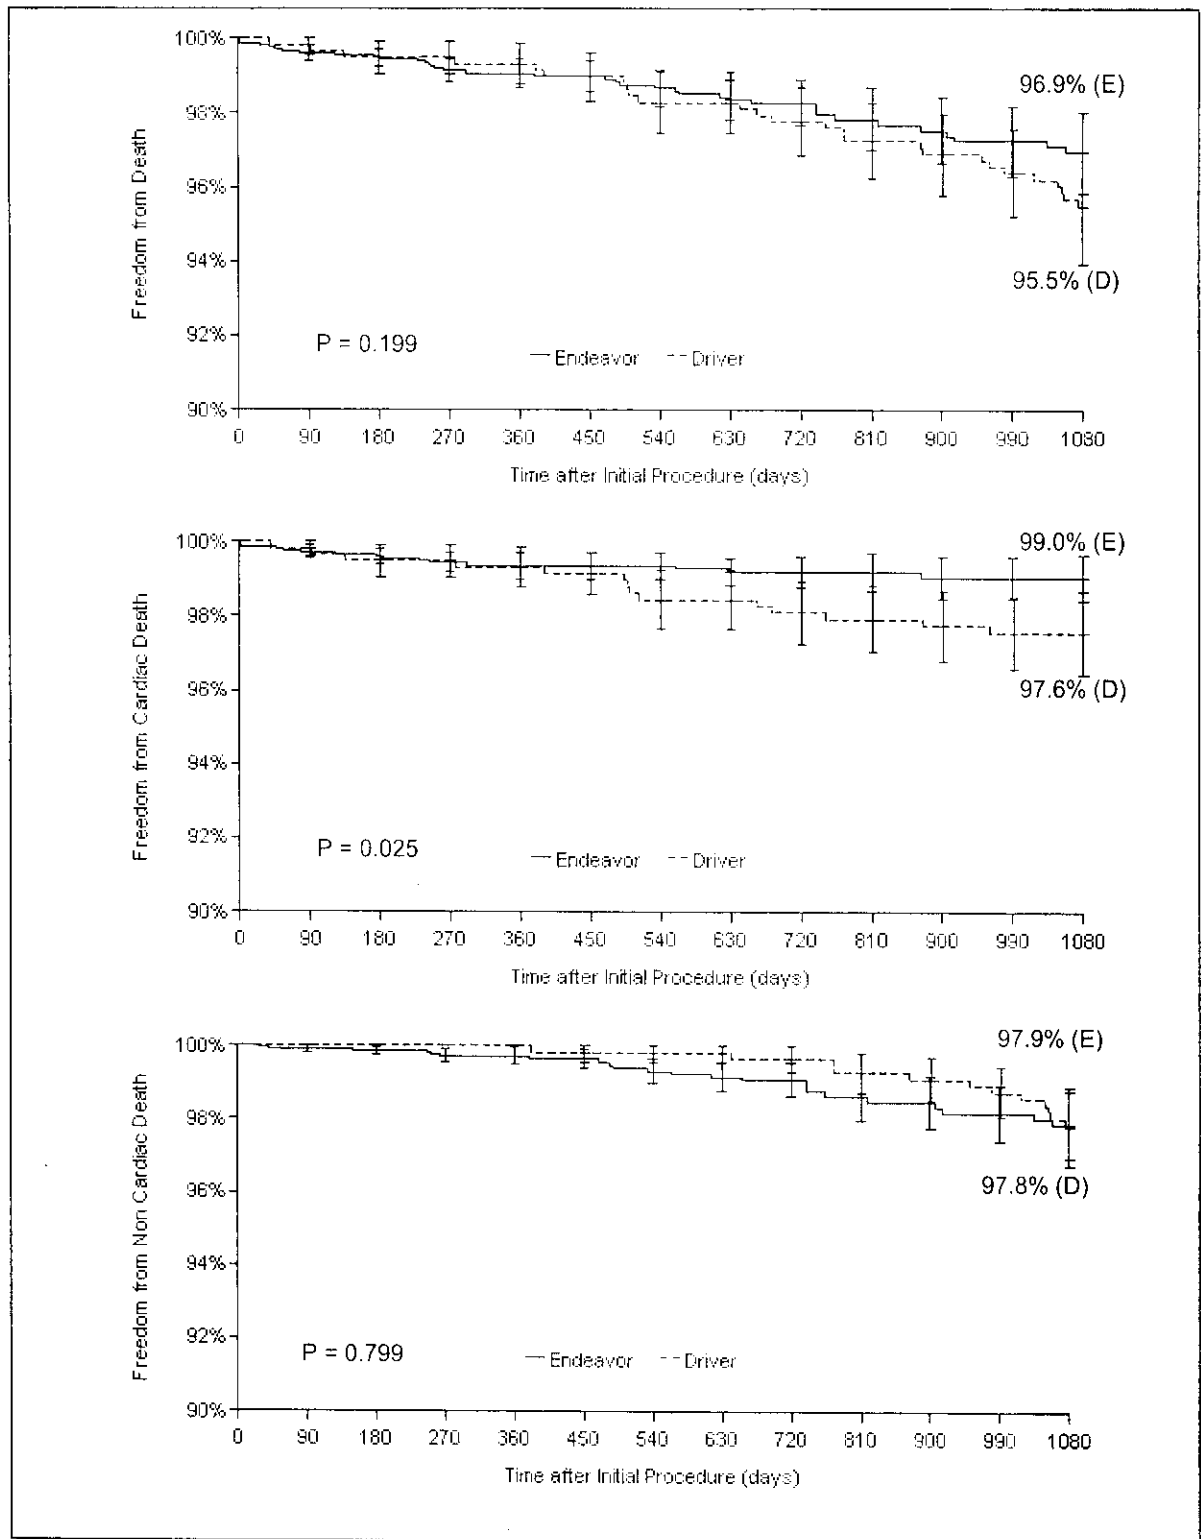 100%
98%
96%
94%
92%
90%
Freedom from Death
96.9% (E)
95.5% (D)
P = 0.199
Endeavor Driver
0 90 180 270 360 450 540 630 720 810 900 990 1080
Time after Initial Procedure (days)
100%
98%
96%
94%
92%
90%
Freedom from Cardiac Death
99.0% (E)
97.6% (D)
P = 0.025
Endeavor Driver
0 90 180 270 360 450 540 630 720 810 900 990 1080
Time after Initial Procedure (days)
100%
98%
96%
94%
92%
90%
Freedom from Non Cardiac Death
97.9% (E)
97.8% (D)
P = 0.799
Endeavor Driver
0 90 180 270 360 450 540 630 720 810 900 990 1080
Time after Initial Procedure (days)